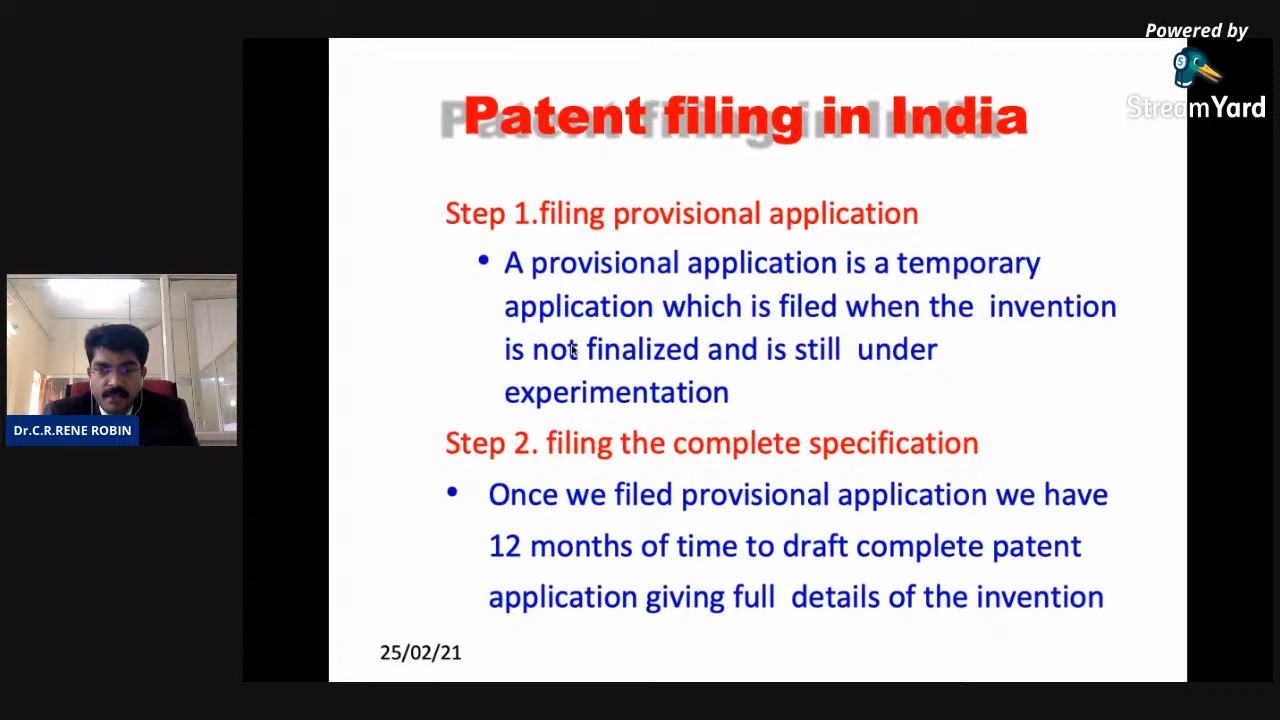 Powered by
StreamYard
Patent filing in India
Step 1.filing provisional application
• A provisional application is a temporary
application which is filed when the invention
is not finalized and is still under
experimentation
Step 2. filing the complete specification
• Once we filed provisional application we have
12 months of time to draft complete patent
application giving full details of the invention
25/02/21
Dr.C.R.RENE ROBIN